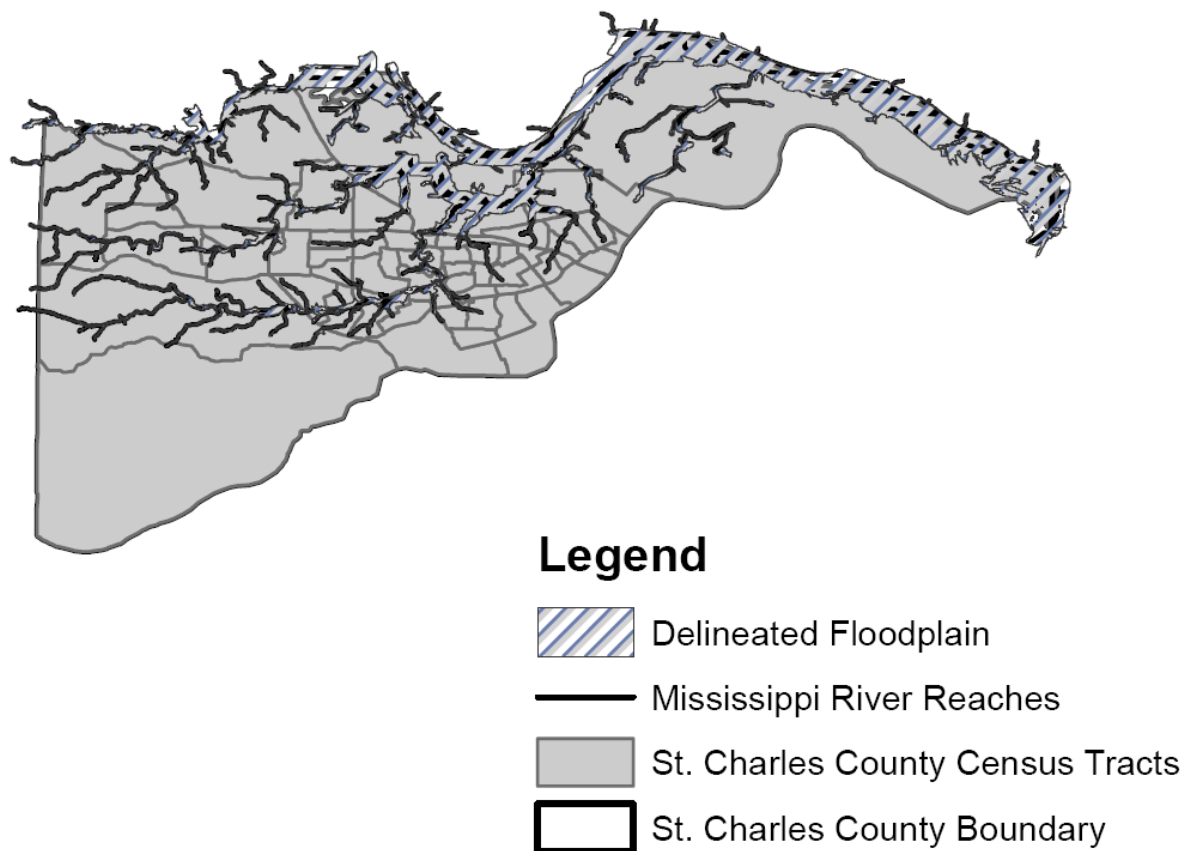 Legend
Delineated Floodplain
Mississippi River Reaches
St. Charles County Census Tracts
St. Charles County Boundary